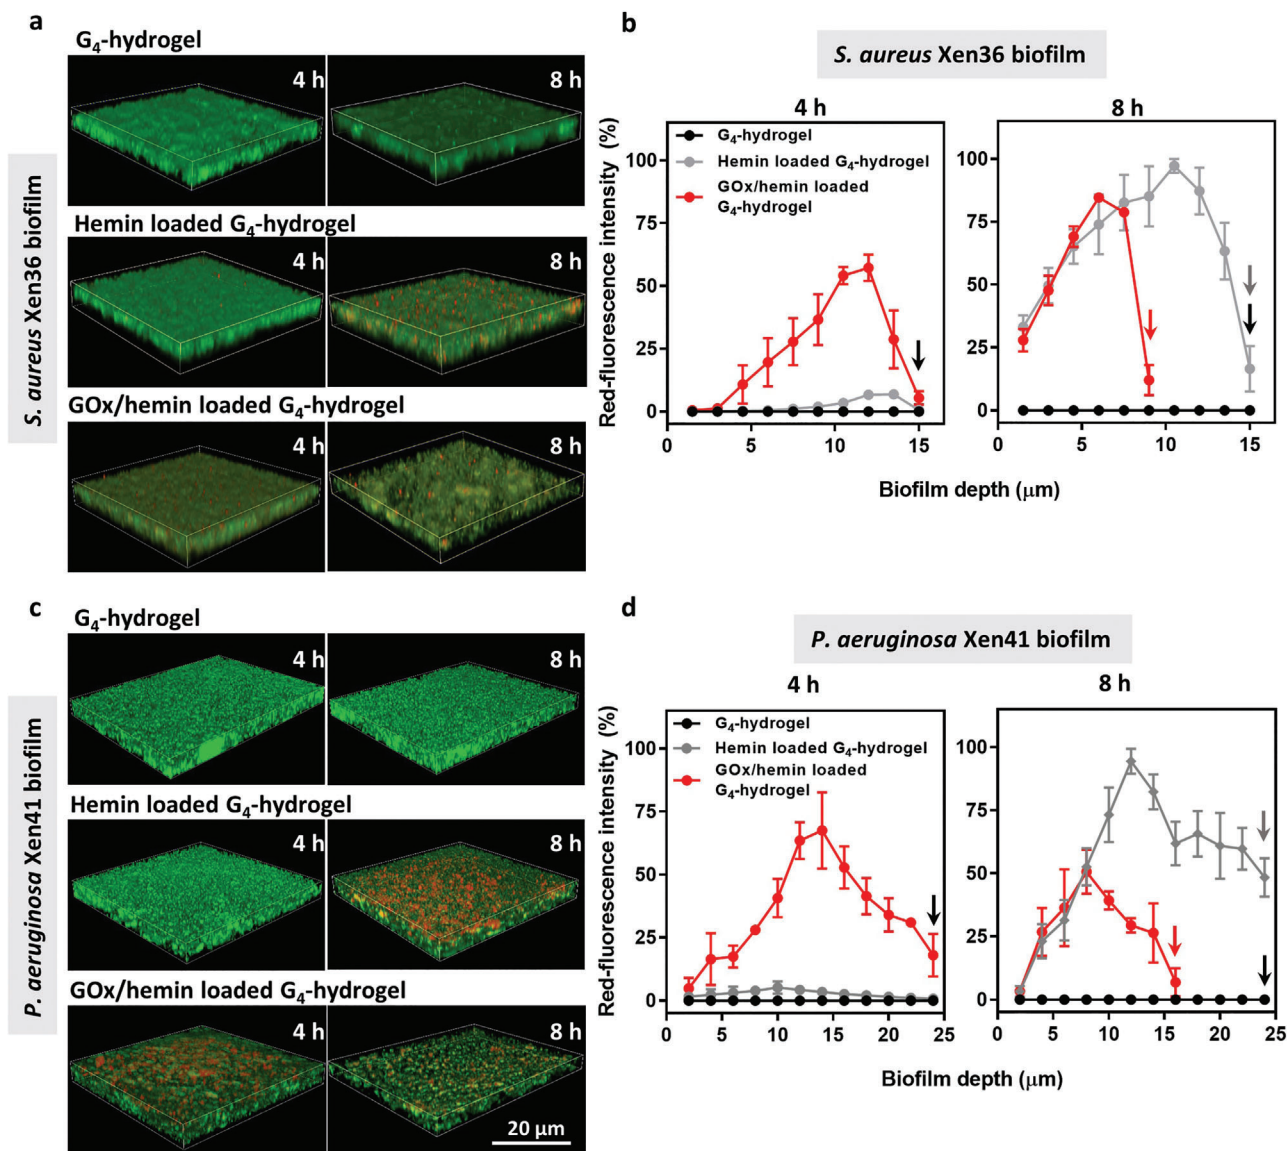 a
G4-hydrogel
4 h
8 h
Hemin loaded G4-hydrogel
4 h
8 h
GOx/hemin loaded G4-hydrogel
4 h
8 h
S. aureus Xen36 biofilm
b
S. aureus Xen36 biofilm
4 h
8 h
G4-hydrogel
Hemin loaded G4-hydrogel
GOx/hemin loaded
G4-hydrogel
Red-fluorescence intensity (%)
100
75
50
25
0
0 5 10 15
100
75
50
25
0
0 5 10 15
Biofilm depth (μm)
c
G4-hydrogel
4 h
8 h
Hemin loaded G4-hydrogel
4 h
8 h
GOx/hemin loaded G4-hydrogel
4 h
8 h
20 μm
P. aeruginosa Xen41 biofilm
d
P. aeruginosa Xen41 biofilm
4 h
8 h
G4-hydrogel
Hemin loaded G4-hydrogel
GOx/hemin loaded
G4-hydrogel
Red-fluorescence intensity (%)
100
75
50
25
0
0 5 10 15 20 25
100
75
50
25
0
0 5 10 15 20 25
Biofilm depth (μm)